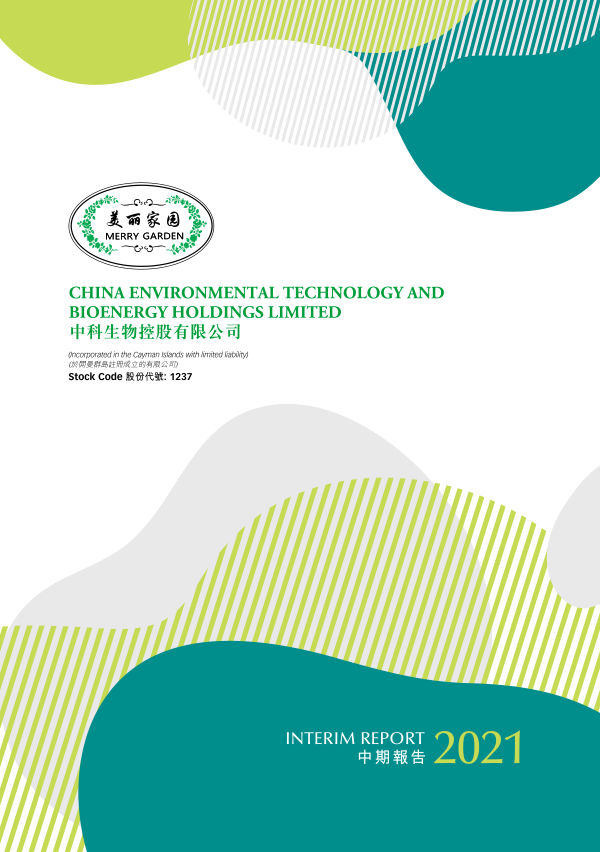 美丽家园
MERRY GARDEN
CHINA ENVIRONMENTAL TECHNOLOGY AND
BIOENERGY HOLDINGS LIMITED
中科生物控股有限公司
(Incorporated in the Cayman Islands with limited liability)
(於開曼群島註冊成立的有限公司)
Stock Code 股份代號: 1237
INTERIM REPORT 2021
中期報告